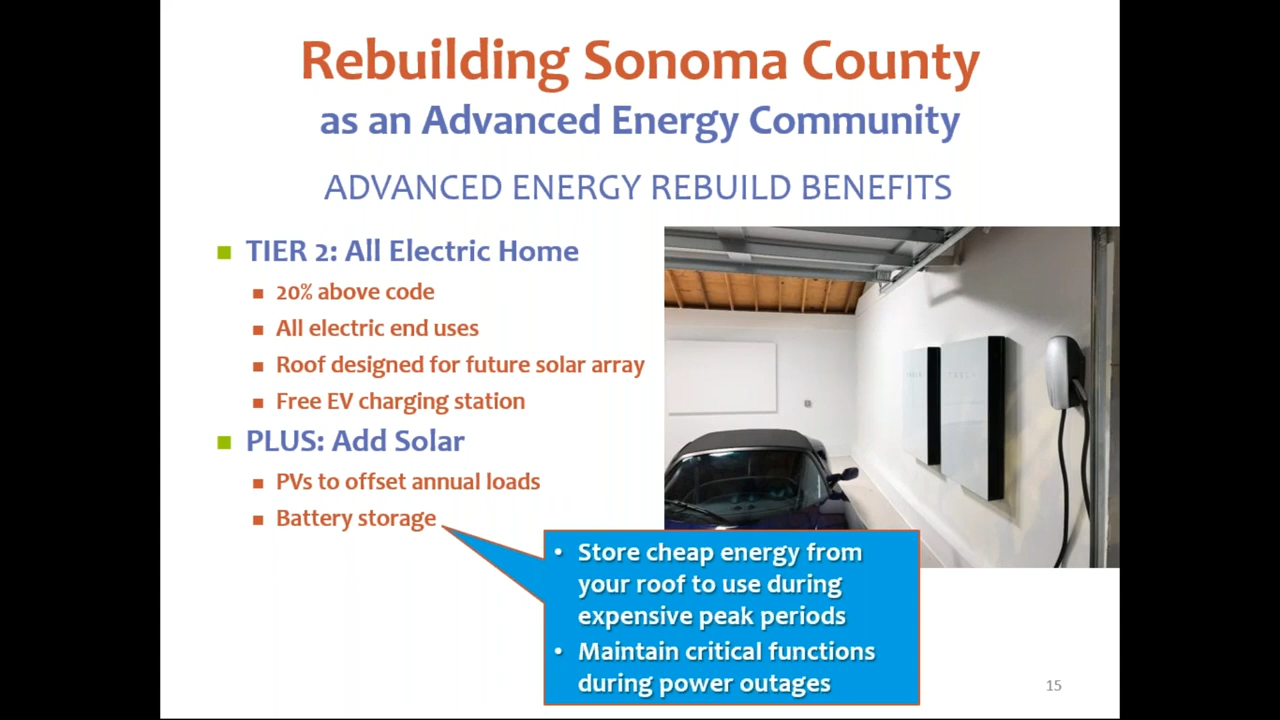 Rebuilding Sonoma County
as an Advanced Energy Community
ADVANCED ENERGY REBUILD BENEFITS
TIER 2: All Electric Home
20% above code
All electric end uses
Roof designed for future solar array
Free EV charging station
PLUS: Add Solar
PVs to offset annual loads
Battery storage
• Store cheap energy from
your roof to use during
expensive peak periods
• Maintain critical functions
during power outages
15